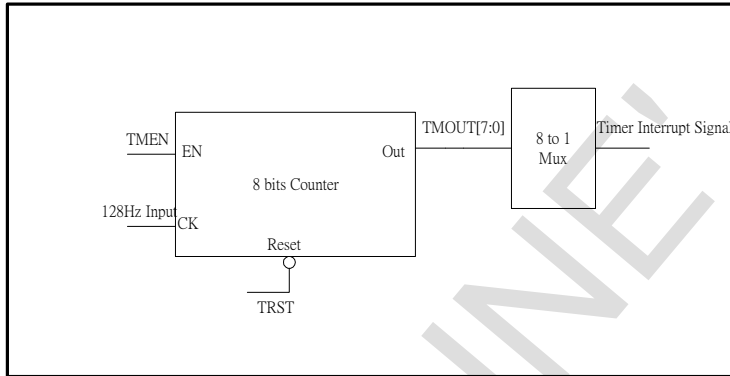 TMEN
EN
128Hz Input
CK
8 bits Counter
Out
Reset
TRST
TMOUT[7:0]
8 to 1
Mux
Timer Interrupt Signal